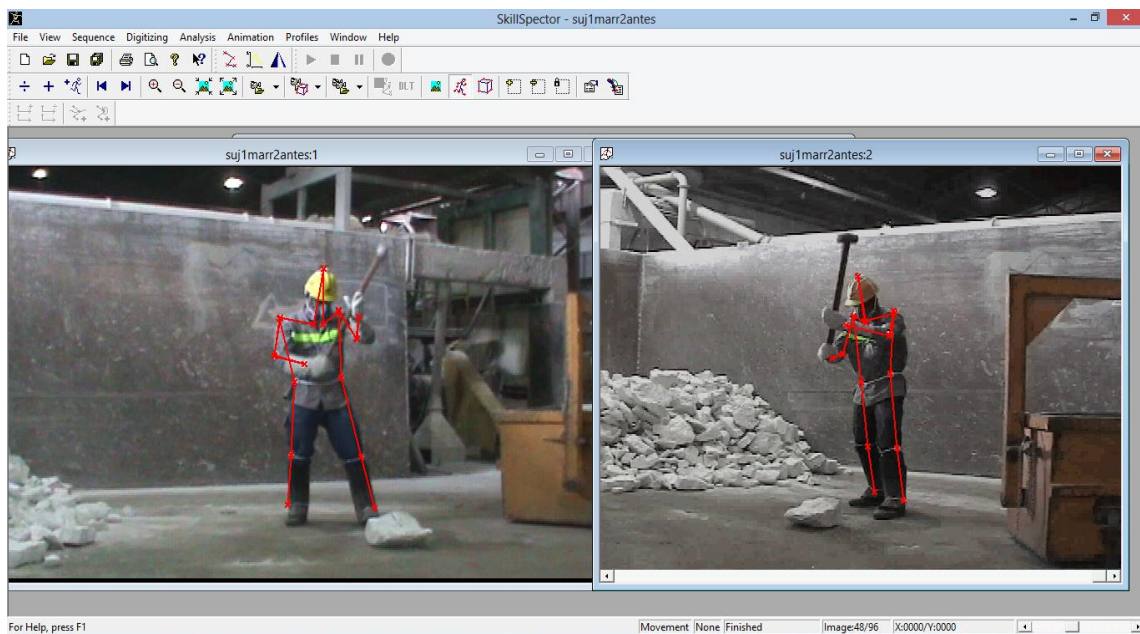 SkillSpector - suj1marr2antes
File View Sequence Digitizing Analysis Animation Profiles Window Help
DLT
suj1marr2antes:1
suj1marr2antes:2
For Help, press F1 Movement None Finished Image:48/96 X:0000/Y:0000